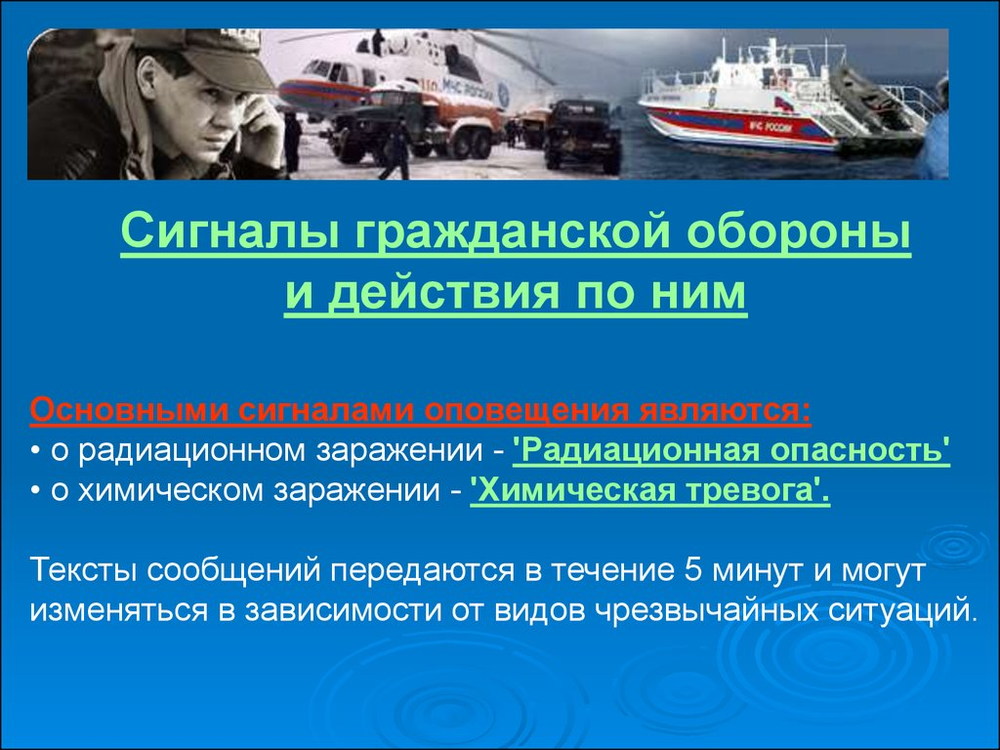 МЧС РОССИИ
МЧС РОССИИ
Сигналы гражданской обороны
и действия по ним
Основными сигналами оповещения являются:
• о радиационном заражении - 'Радиационная опасность'
• о химическом заражении - 'Химическая тревога'.
Тексты сообщений передаются в течение 5 минут и могут
изменяться в зависимости от видов чрезвычайных ситуаций.